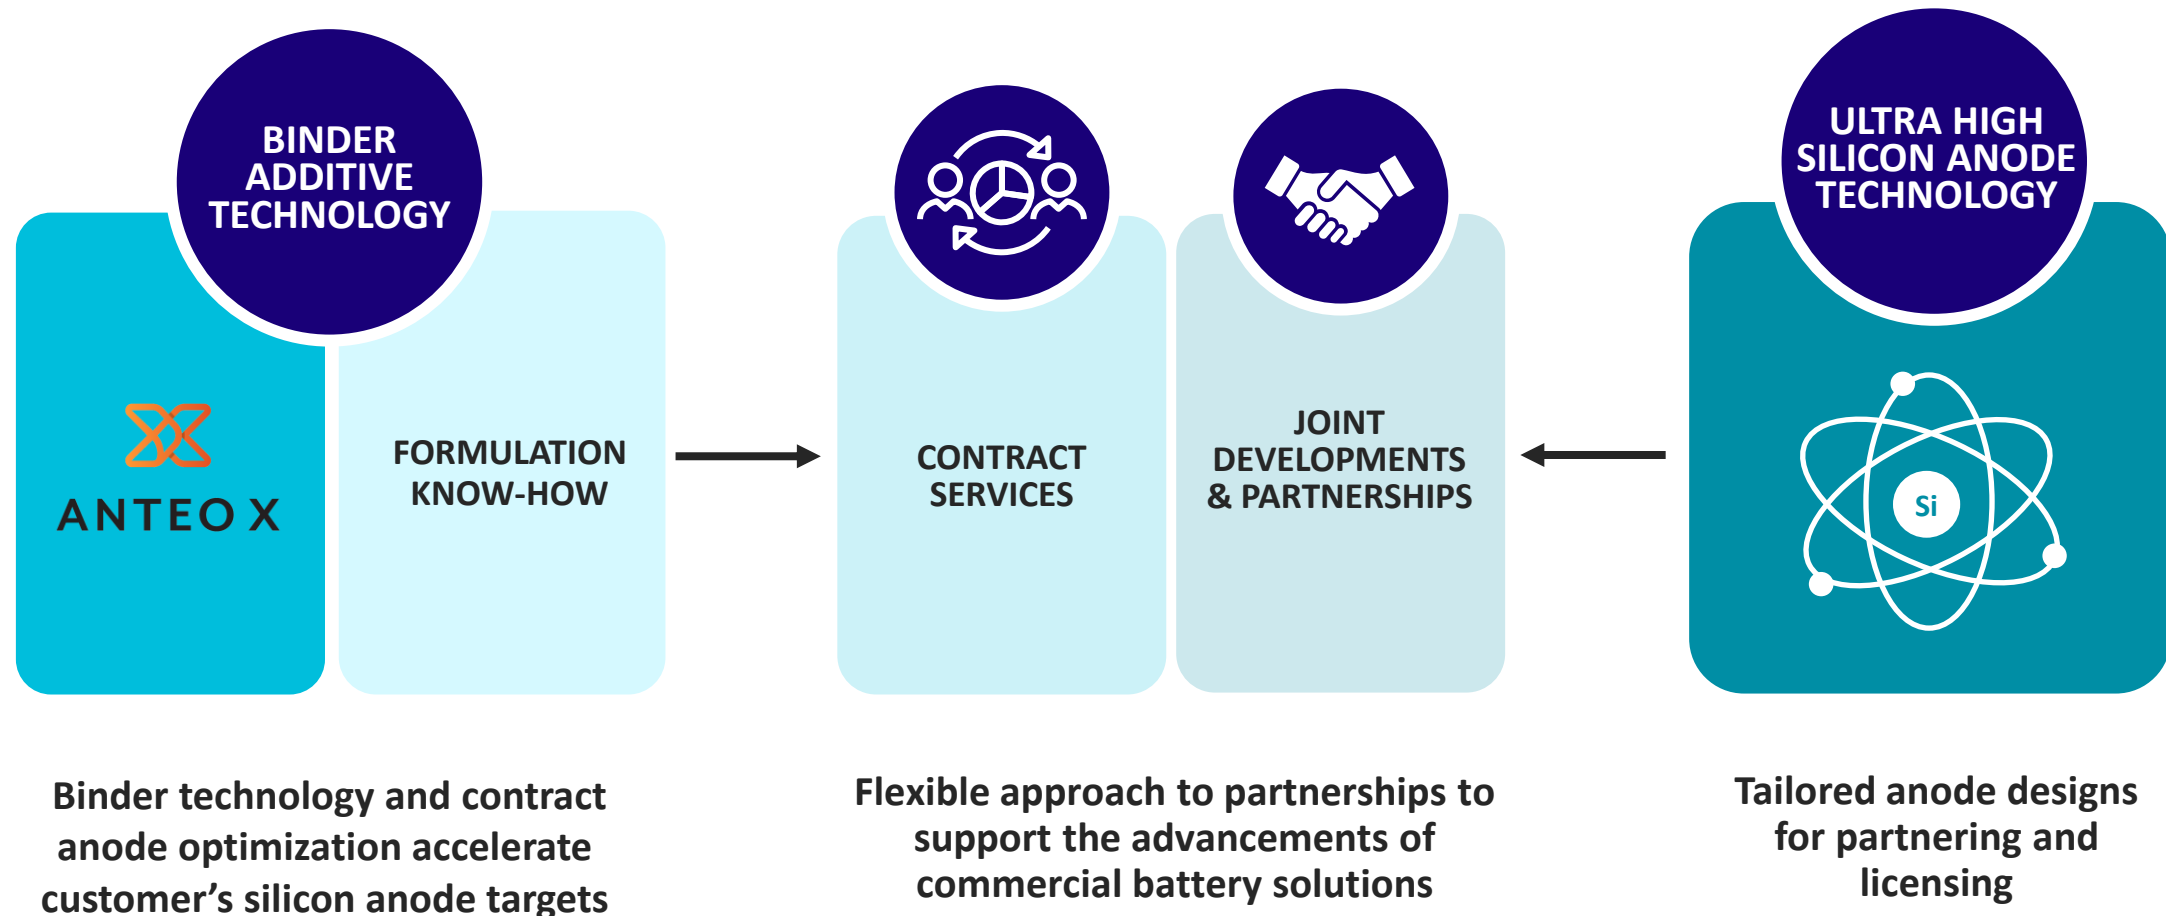 BINDER
ADDITIVE
TECHNOLOGY
ANTEO X
FORMULATION
KNOW-HOW
Binder technology and contract
anode optimization accelerate
customer’s silicon anode targets
CONTRACT
SERVICES
JOINT
DEVELOPMENTS
& PARTNERSHIPS
Flexible approach to partnerships to
support the advancements of
commercial battery solutions
ULTRA HIGH
SILICON ANODE
TECHNOLOGY
Si
Tailored anode designs
for partnering and
licensing